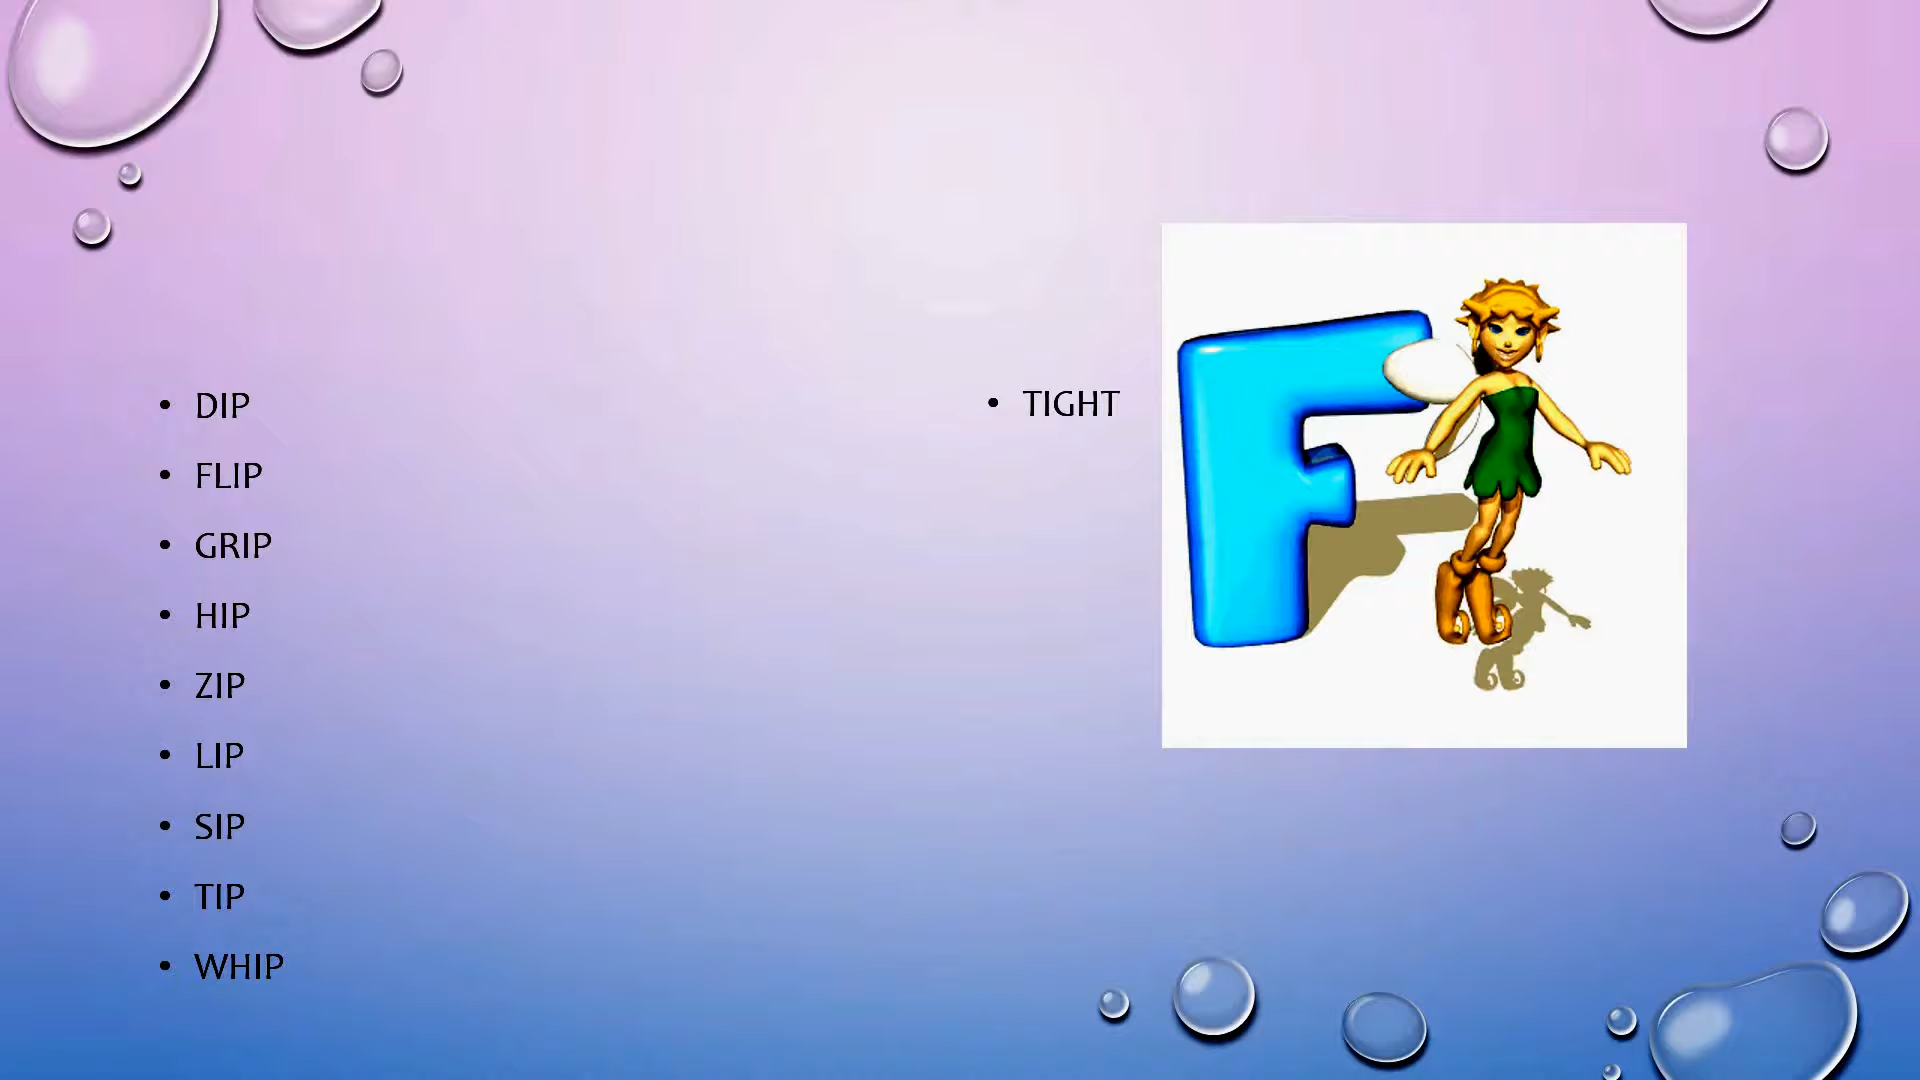 • DIP
• FLIP
• GRIP
• HIP
• ZIP
• LIP
• SIP
• TIP
• WHIP
• TIGHT
F